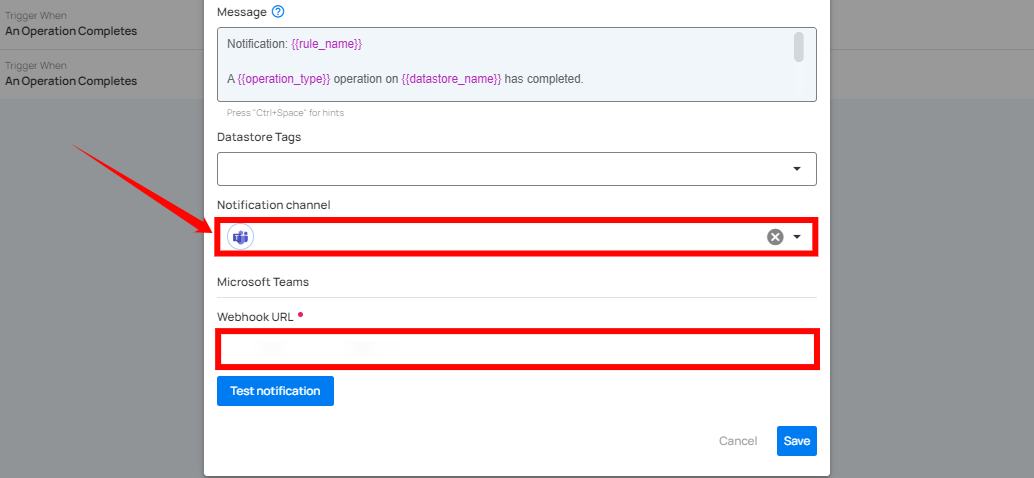 Trigger When
An Operation Completes
Trigger When
An Operation Completes
Message
Notification: {{rule_name}}
A {{operation_type}} operation on {{datastore_name}} has completed.
Press "Ctrl+Space" for hints
Datastore Tags
Notification channel
Microsoft Teams
Webhook URL
Test notification
Cancel
Save